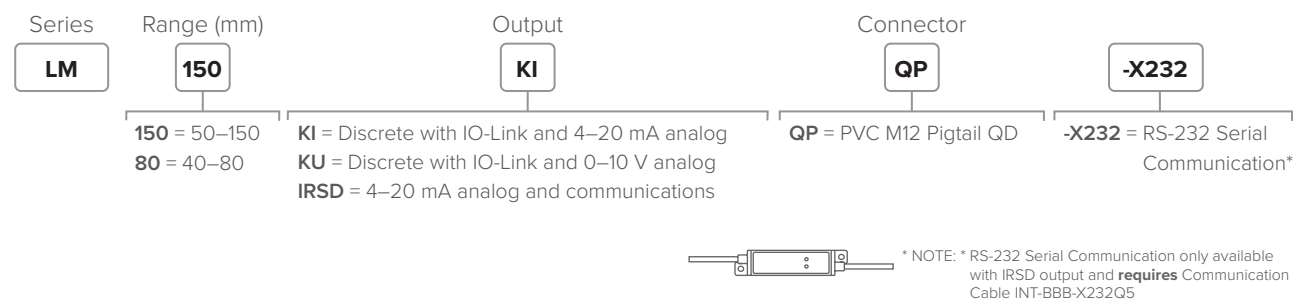 Series Range (mm) Output Connector
LM 150 KI QP -X232
150 = 50–150 KI = Discrete with IO-Link and 4–20 mA analog QP = PVC M12 Pigtail QD -X232 = RS-232 Serial
80 = 40–80 KU = Discrete with IO-Link and 0–10 V analog Communication*
IRSD = 4–20 mA analog and communications
* NOTE: * RS-232 Serial Communication only available
with IRSD output and requires Communication
Cable INT-BBB-X232Q5